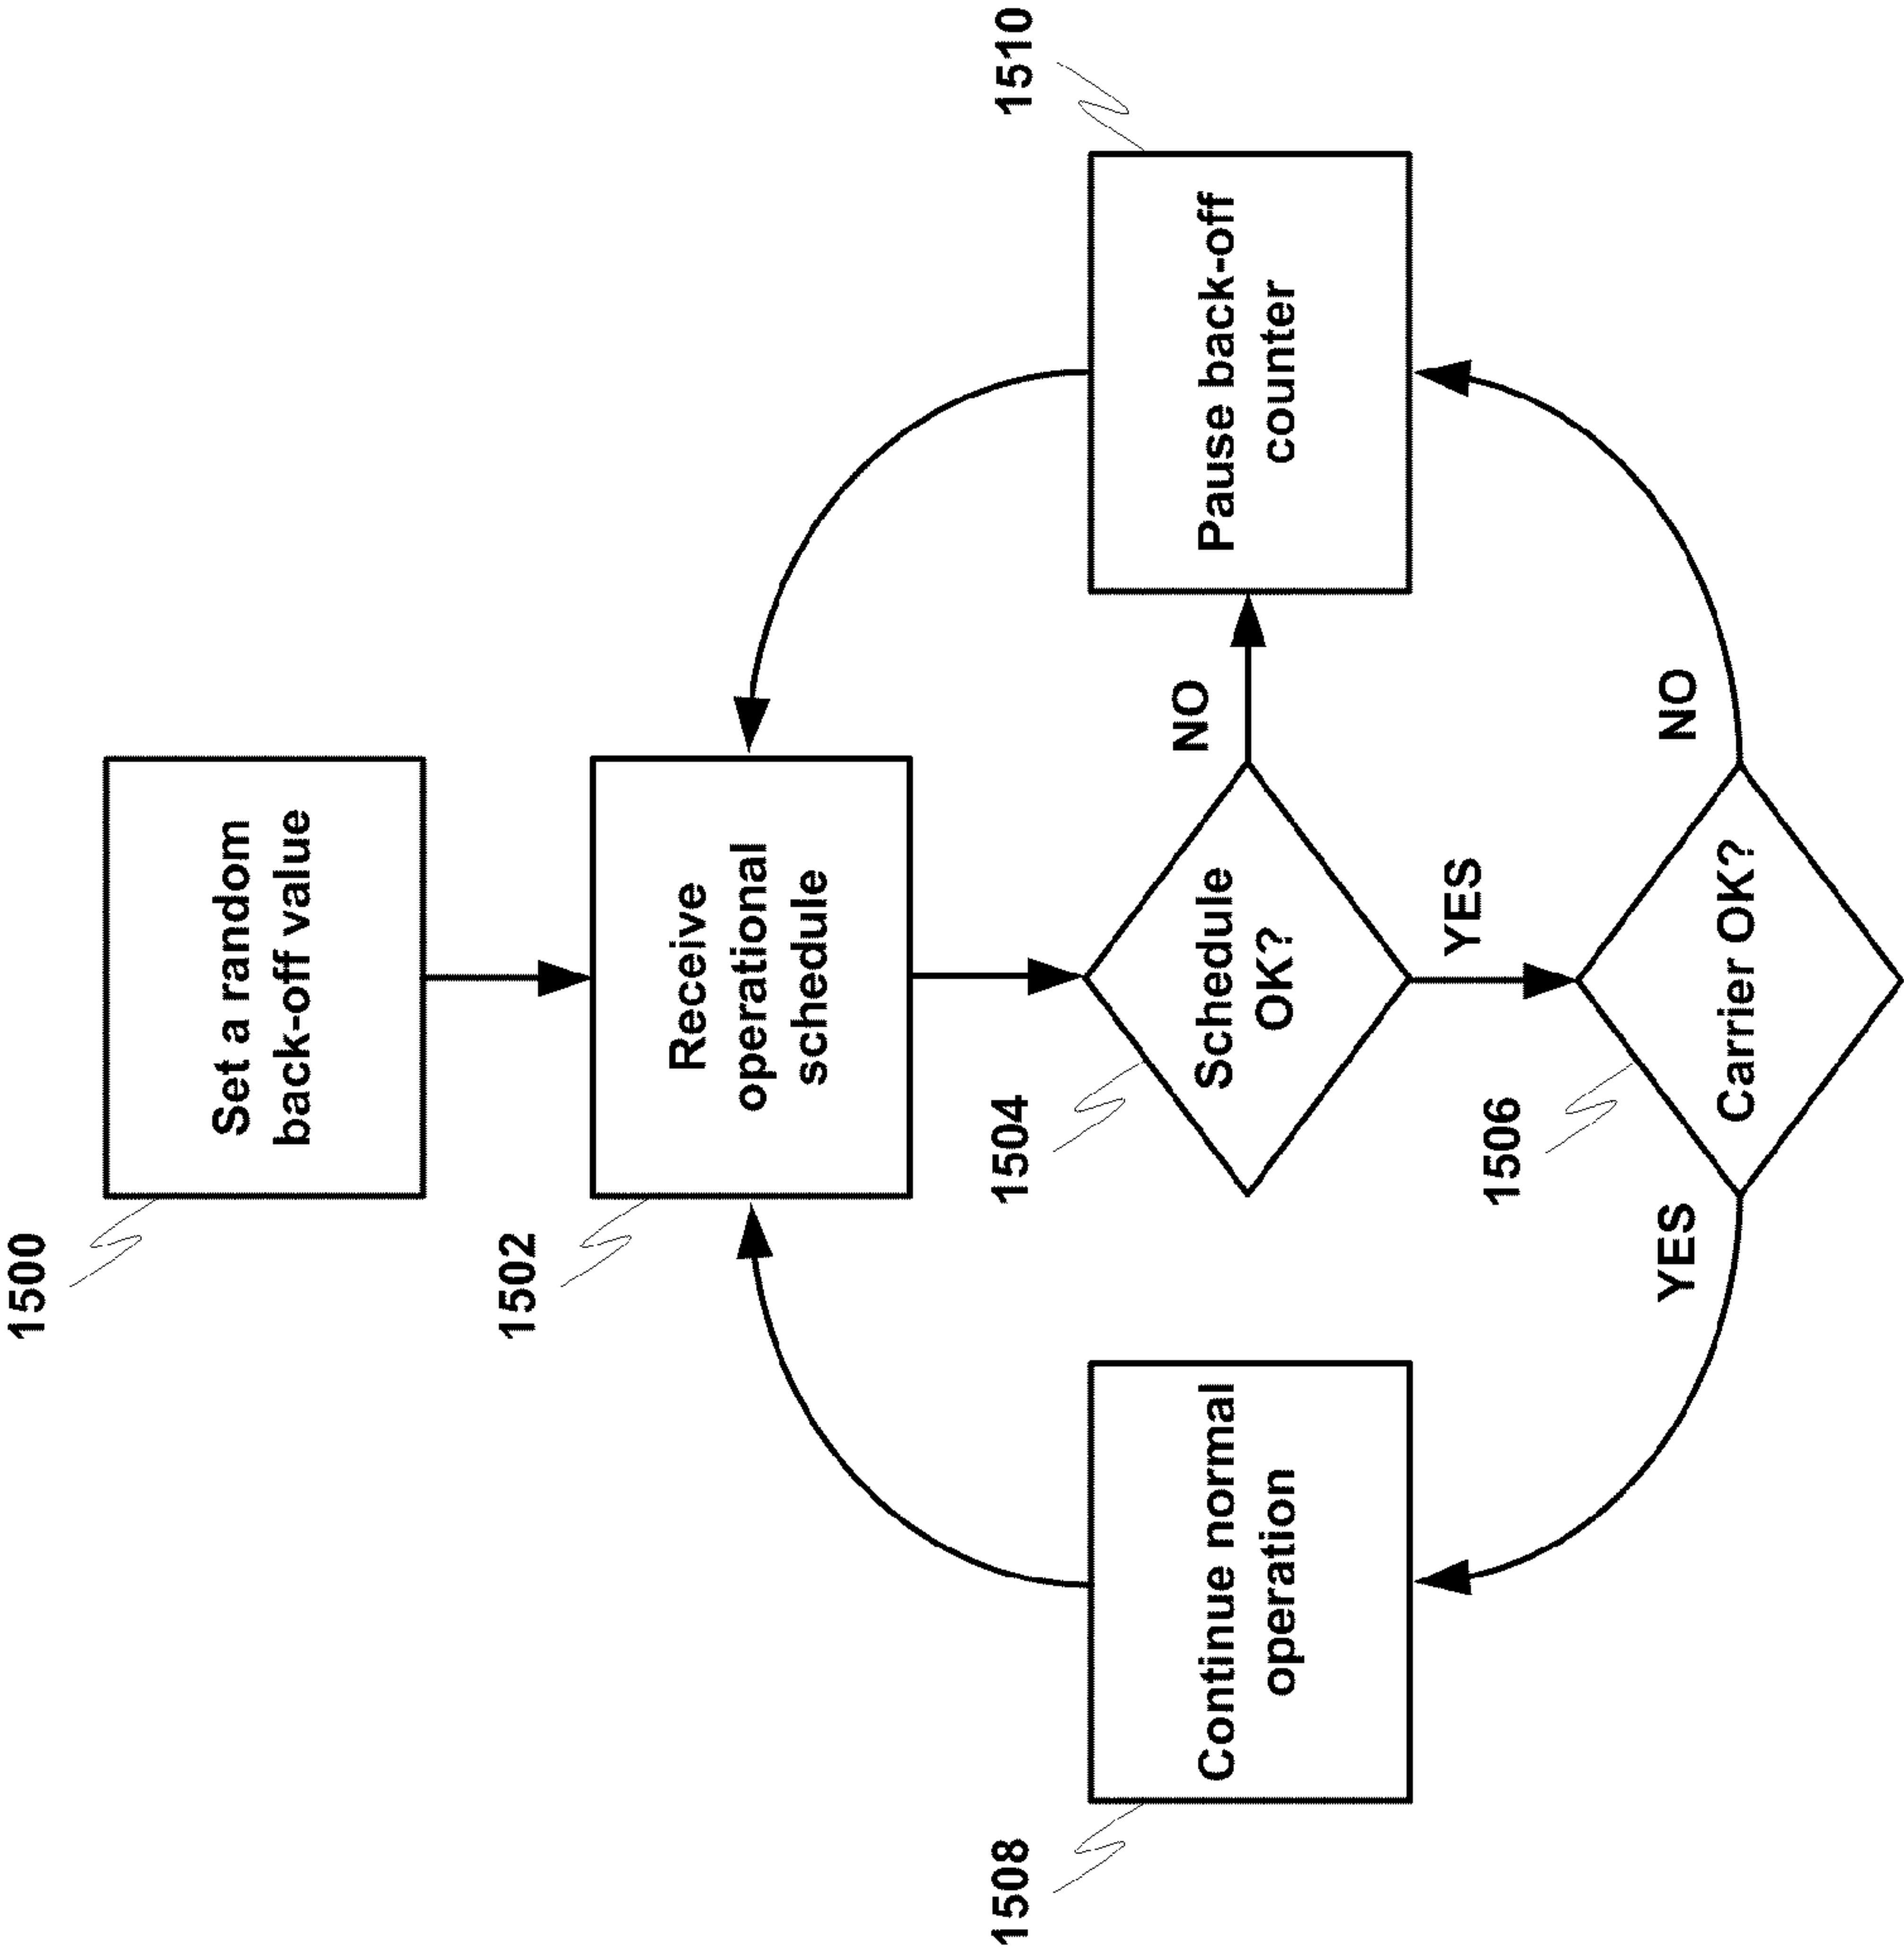 1500
Set a random
back-off value
1502
Receive
operational
schedule
1504
Schedule
OK?
NO
1510
Pause back-off
counter
YES
1506
Carrier OK?
NO
YES
1508
Continue normal
operation